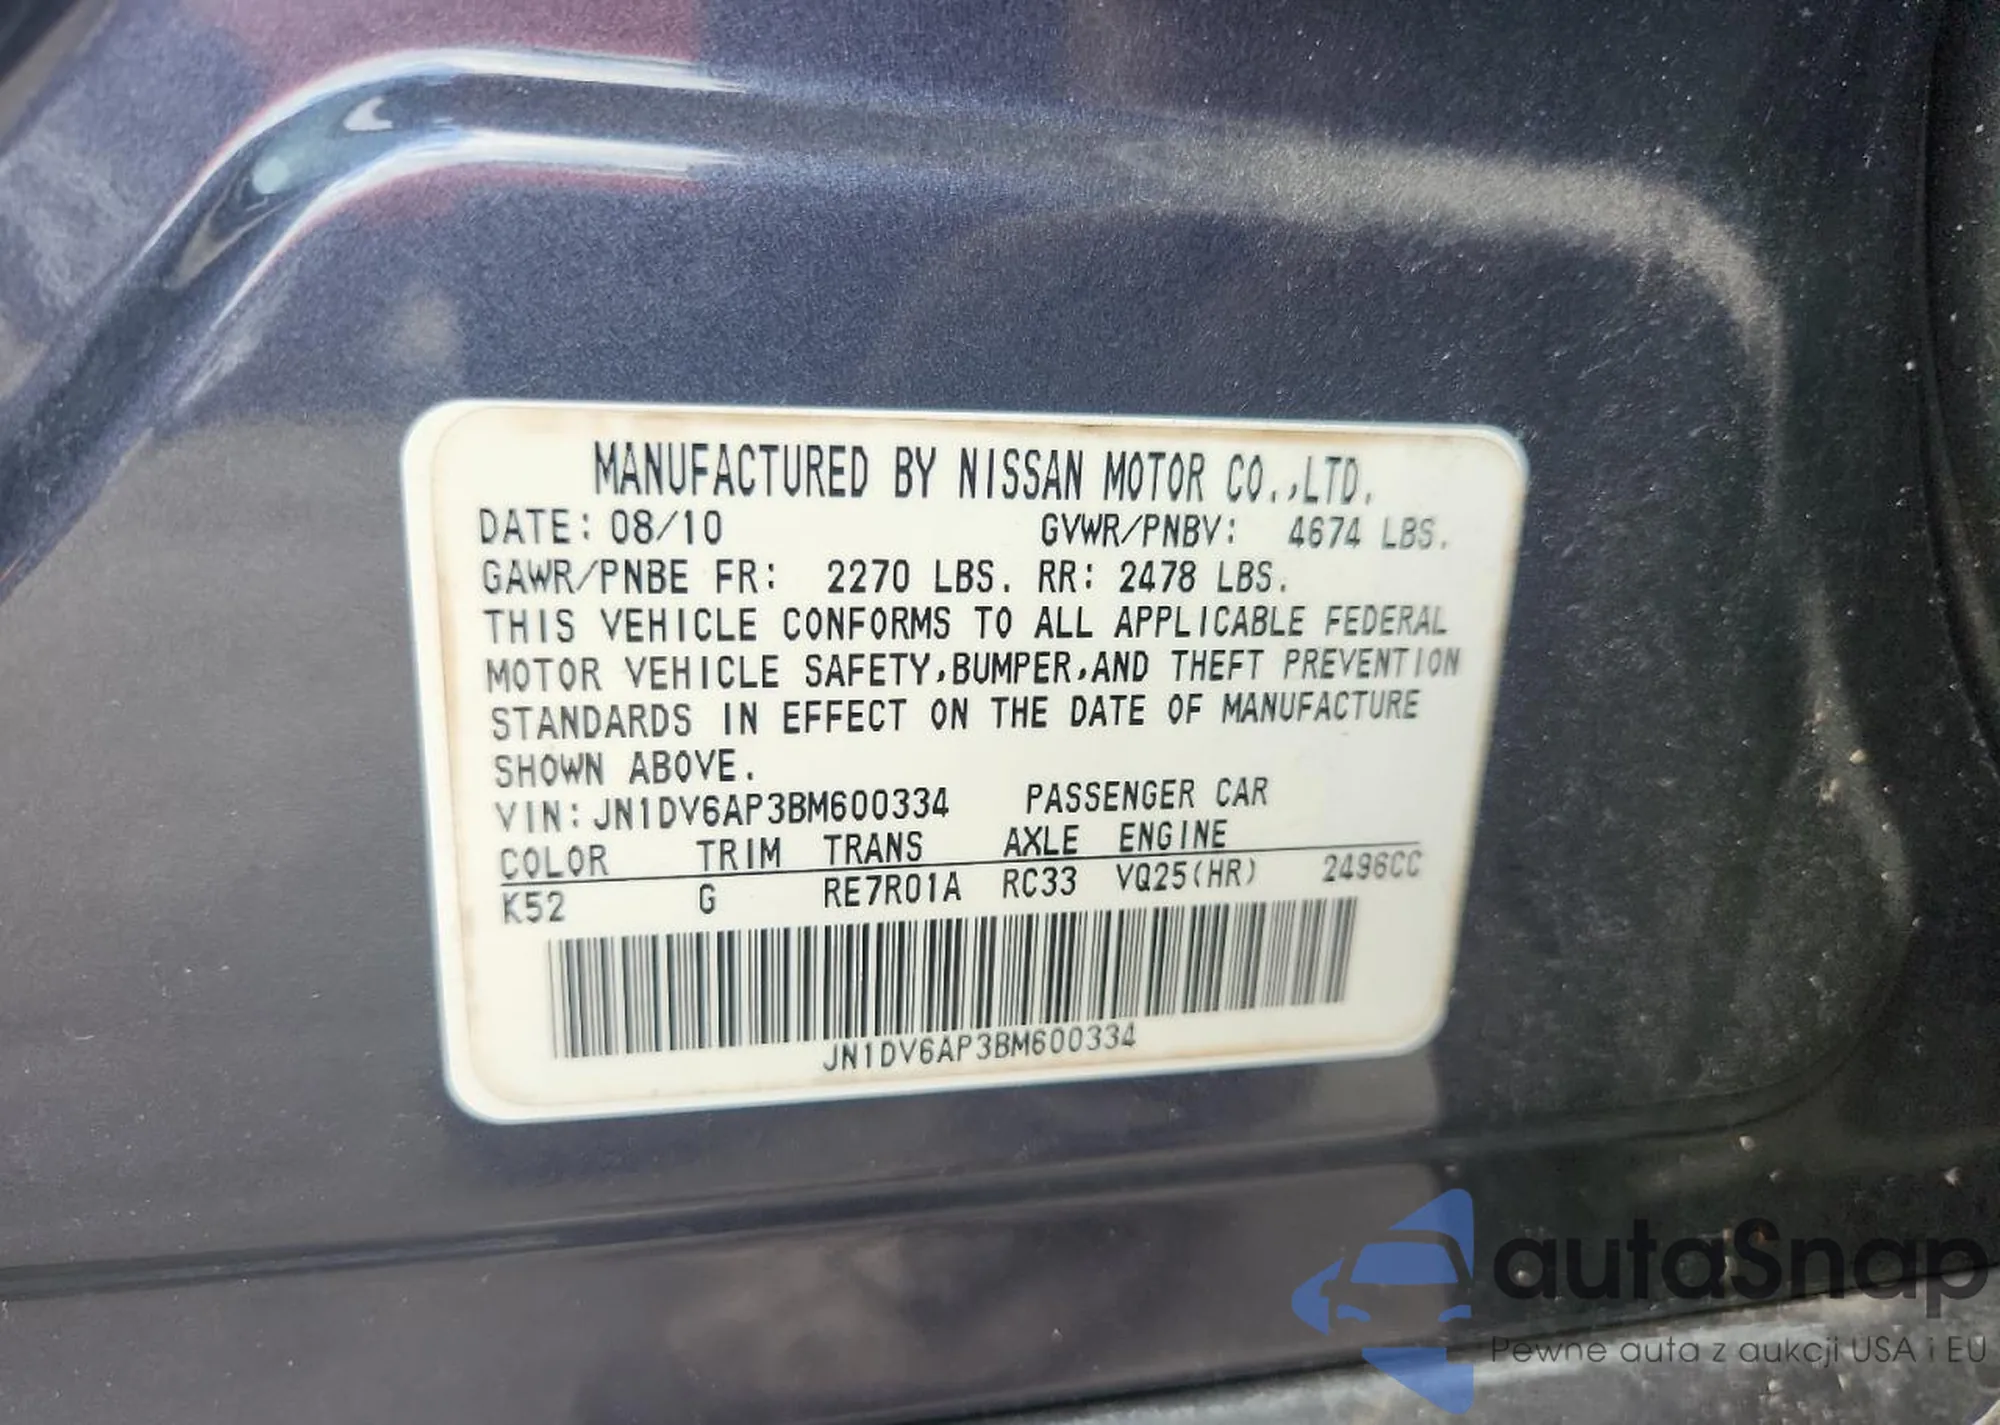 MANUFACTURED BY NISSAN MOTOR CO.,LTD.
DATE: 08/10 GVWR/PNBV: 4674 LBS.
GAWR/PNBE FR: 2270 LBS. RR: 2478 LBS.
THIS VEHICLE CONFORMS TO ALL APPLICABLE FEDERAL
MOTOR VEHICLE SAFETY,BUMPER,AND THEFT PREVENTION
STANDARDS IN EFFECT ON THE DATE OF MANUFACTURE
SHOWN ABOVE.
VIN:JN1DV6AP3BM600334 PASSENGER CAR
COLOR TRIM TRANS AXLE ENGINE
K52 G RE7R01A RC33 VQ25(HR) 2496CC
JN1DV6AP3BM600334
autaSnap
Pewne auta z aukcji USA i EU